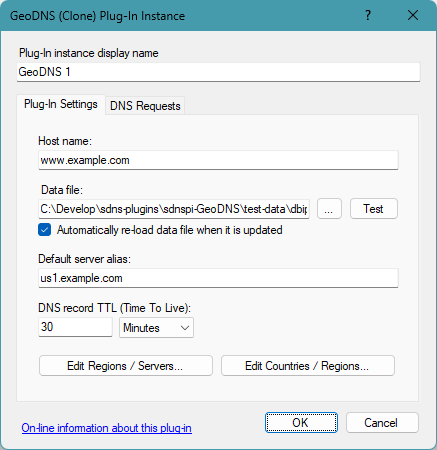 GeoDNS (Clone) Plug-In Instance
Plug-In instance display name
GeoDNS 1
Plug-In Settings
DNS Requests
Host name:
www.example.com
Data file:
C:\Develop\sdns-plugins\sdnspi-GeoDNS\test-data\dbip
... Test
Automatically re-load data file when it is updated
Default server alias:
us1.example.com
DNS record TTL (Time To Live):
30 Minutes
Edit Regions / Servers... Edit Countries / Regions...
On-line information about this plug-in
OK Cancel